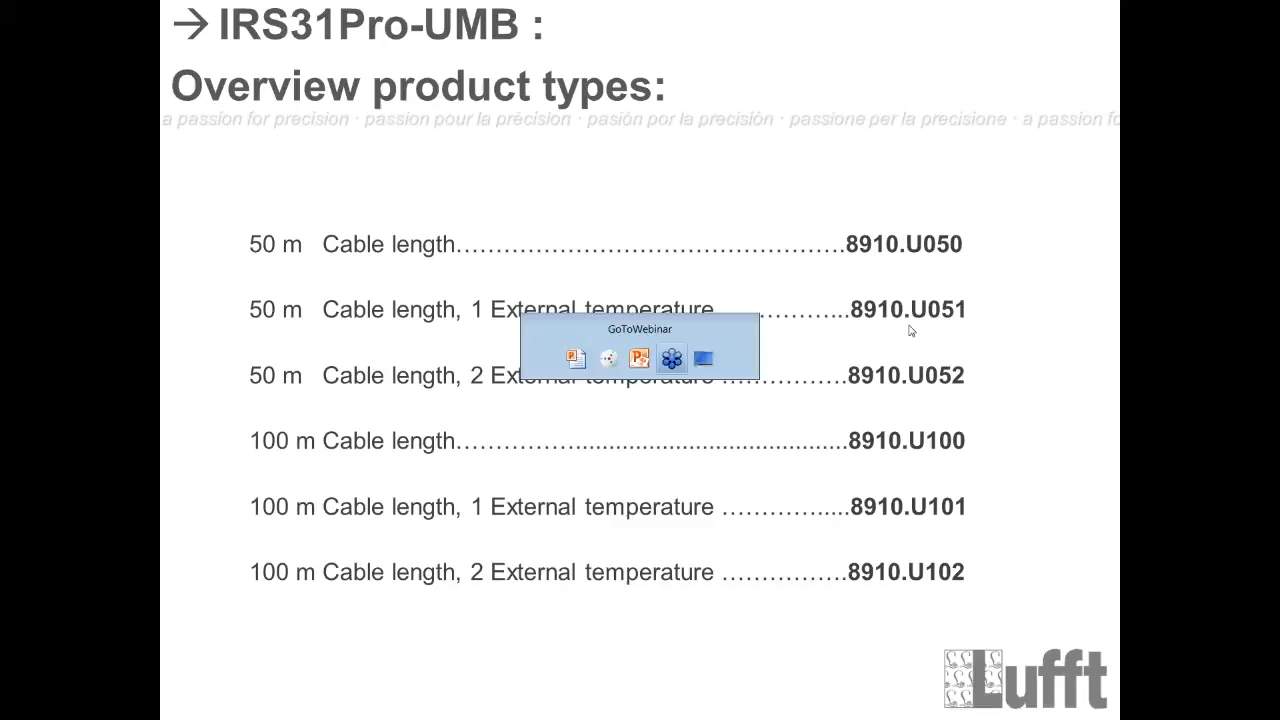 → IRS31Pro-UMB :
Overview product types:
a passion for precision · passion pour la précision · pasión por la precisión · passione per la precisione · a passion fo
50 m Cable length……………………………………….8910.U050
50 m Cable length, 1 External temperature ………...8910.U051
GoToWebinar
50 m Cable length, 2 External temperature …………….8910.U052
100 m Cable length……………........................................8910.U100
100 m Cable length, 1 External temperature ………….....8910.U101
100 m Cable length, 2 External temperature …………….8910.U102
Lufft